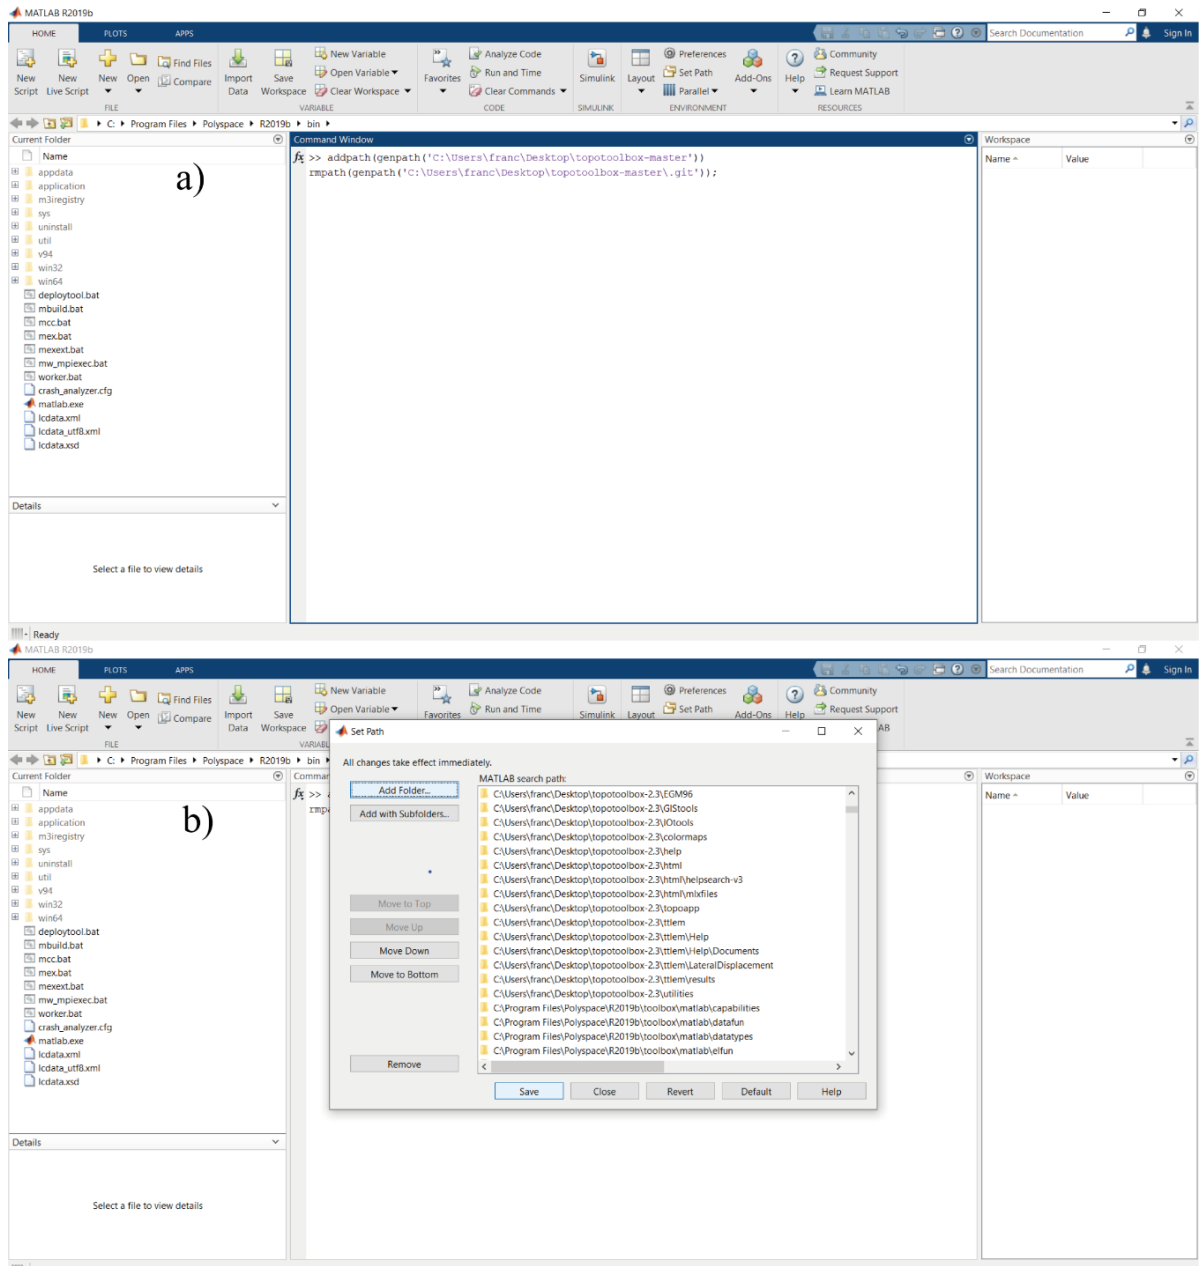 MATLAB R2019b
HOME PLOTS APPS Search Documentation Sign In
New Script New Live Script New Open Find Files Compare Import Data Save Workspace New Variable Open Variable Clear Workspace Favorites Analyze Code Run and Time Clear Commands Simulink Layout Preferences Set Path Parallel Add-Ons Help Community Request Support Learn MATLAB
FILE VARIABLE CODE SIMULINK ENVIRONMENT RESOURCES
C: Program Files Polyspace R2019b bin
Current Folder Command Window Workspace
Name Name Value
fx >> addpath(genpath('C:\Users\franc\Desktop\topotoolbox-master'))
rmpath(genpath('C:\Users\franc\Desktop\topotoolbox-master\.git'));
a)
appdata
application
m3iregistry
sys
uninstall
util
v94
win32
win64
deploytool.bat
mbuild.bat
mcc.bat
mex.bat
mexext.bat
mw_mpiexec.bat
worker.bat
crash_analyzer.cfg
matlab.exe
lcdata.xml
lcdata_utf8.xml
lcdata.xsd
Details
Select a file to view details
Ready
MATLAB R2019b
HOME PLOTS APPS Search Documentation Sign In
New Script New Live Script New Open Find Files Compare Import Data Save Workspace New Variable Open Variable Favorites Analyze Code Run and Time Simulink Layout Preferences Set Path Add-Ons Help Community Request Support AB
FILE VARIABL
C: Program Files Polyspace R2019b bin
Current Folder Commar Workspace
Name Name Value
fx >> a
rmpa
b)
appdata
application
m3iregistry
sys
uninstall
util
v94
win32
win64
deploytool.bat
mbuild.bat
mcc.bat
mex.bat
mexext.bat
mw_mpiexec.bat
worker.bat
crash_analyzer.cfg
matlab.exe
lcdata.xml
lcdata_utf8.xml
lcdata.xsd
Details
Select a file to view details
Set Path
All changes take effect immediately.
MATLAB search path:
Add Folder...
Add with Subfolders...
Move to Top
Move Up
Move Down
Move to Bottom
Remove
C:\Users\franc\Desktop\topotoolbox-2.3\EGM96
C:\Users\franc\Desktop\topotoolbox-2.3\GIStools
C:\Users\franc\Desktop\topotoolbox-2.3\IOtools
C:\Users\franc\Desktop\topotoolbox-2.3\colormaps
C:\Users\franc\Desktop\topotoolbox-2.3\help
C:\Users\franc\Desktop\topotoolbox-2.3\html
C:\Users\franc\Desktop\topotoolbox-2.3\html\helpsearch-v3
C:\Users\franc\Desktop\topotoolbox-2.3\html\mlxfiles
C:\Users\franc\Desktop\topotoolbox-2.3\topoapp
C:\Users\franc\Desktop\topotoolbox-2.3\ttlem
C:\Users\franc\Desktop\topotoolbox-2.3\ttlem\Help
C:\Users\franc\Desktop\topotoolbox-2.3\ttlem\Help\Documents
C:\Users\franc\Desktop\topotoolbox-2.3\ttlem\LateralDisplacement
C:\Users\franc\Desktop\topotoolbox-2.3\ttlem\results
C:\Users\franc\Desktop\topotoolbox-2.3\utilities
C:\Program Files\Polyspace\R2019b\toolbox\matlab\capabilities
C:\Program Files\Polyspace\R2019b\toolbox\matlab\datafun
C:\Program Files\Polyspace\R2019b\toolbox\matlab\datatypes
C:\Program Files\Polyspace\R2019b\toolbox\matlab\elfun
Save Close Revert Default Help